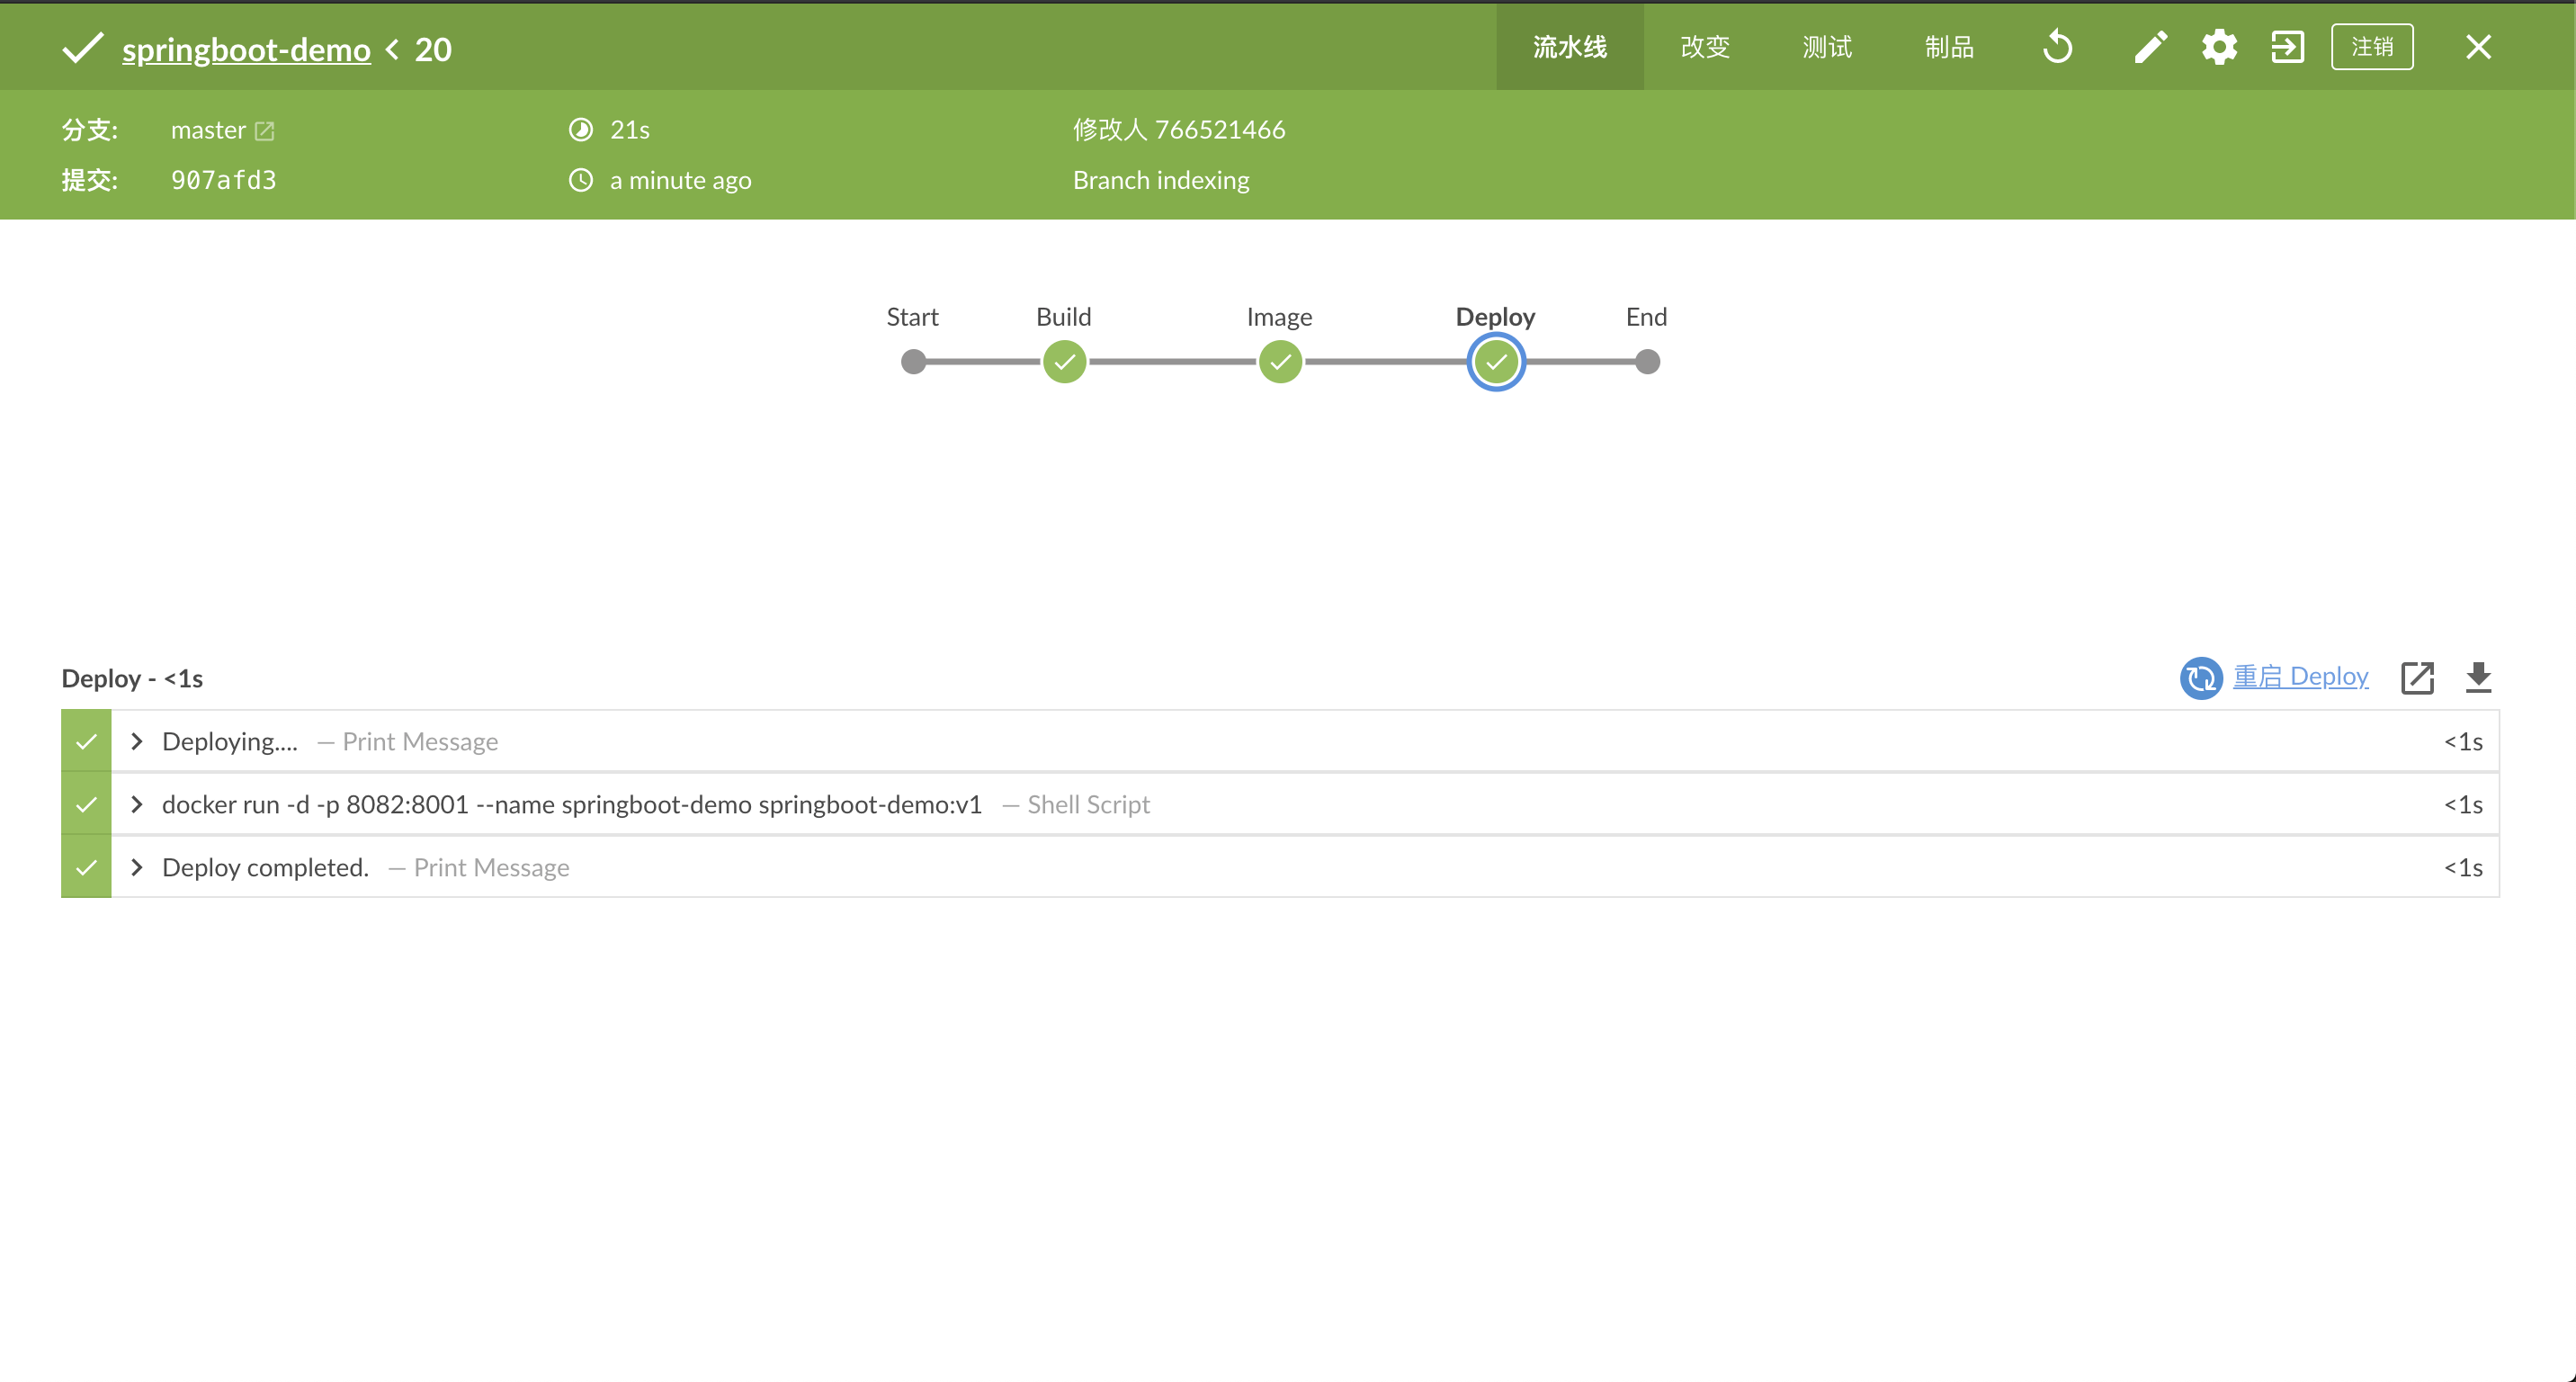 springboot-demo < 20 流水线 改变 测试 制品 注销
分支: master 21s 修改人 766521466
提交: 907afd3 a minute ago Branch indexing
Start Build Image Deploy End
Deploy - <1s 重启 Deploy
Deploying.... — Print Message <1s
docker run -d -p 8082:8001 --name springboot-demo springboot-demo:v1 — Shell Script <1s
Deploy completed. — Print Message <1s